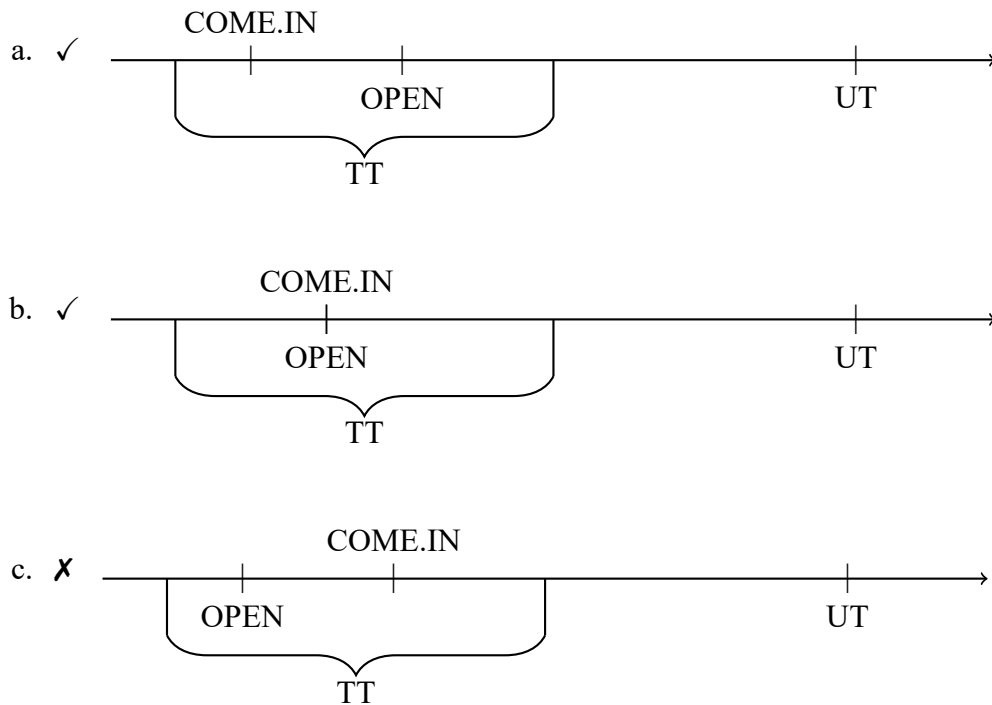 COME.IN
a. ✓
OPEN UT
TT
COME.IN
b. ✓
OPEN UT
TT
COME.IN
c. ✗
OPEN UT
TT